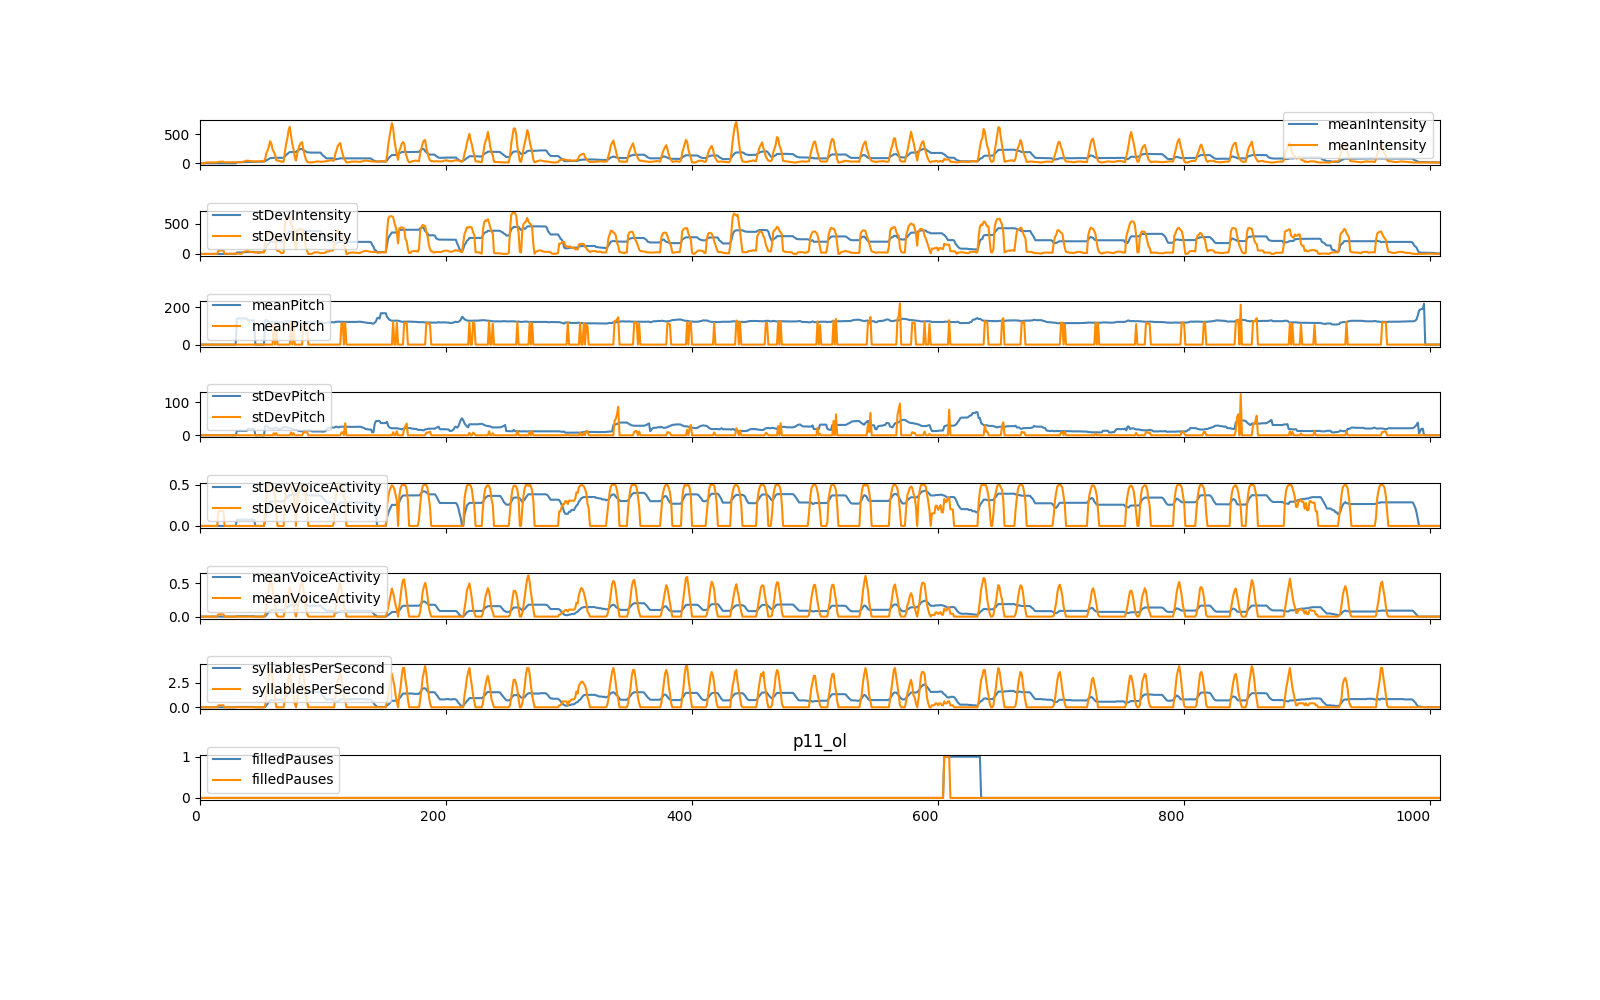 500
0
meanIntensity
meanIntensity
500
0
stDevIntensity
stDevIntensity
200
0
meanPitch
meanPitch
100
0
stDevPitch
stDevPitch
0.5
0.0
stDevVoiceActivity
stDevVoiceActivity
0.5
0.0
meanVoiceActivity
meanVoiceActivity
2.5
0.0
syllablesPerSecond
syllablesPerSecond
p11_ol
1
0
filledPauses
filledPauses
0 200 400 600 800 1000